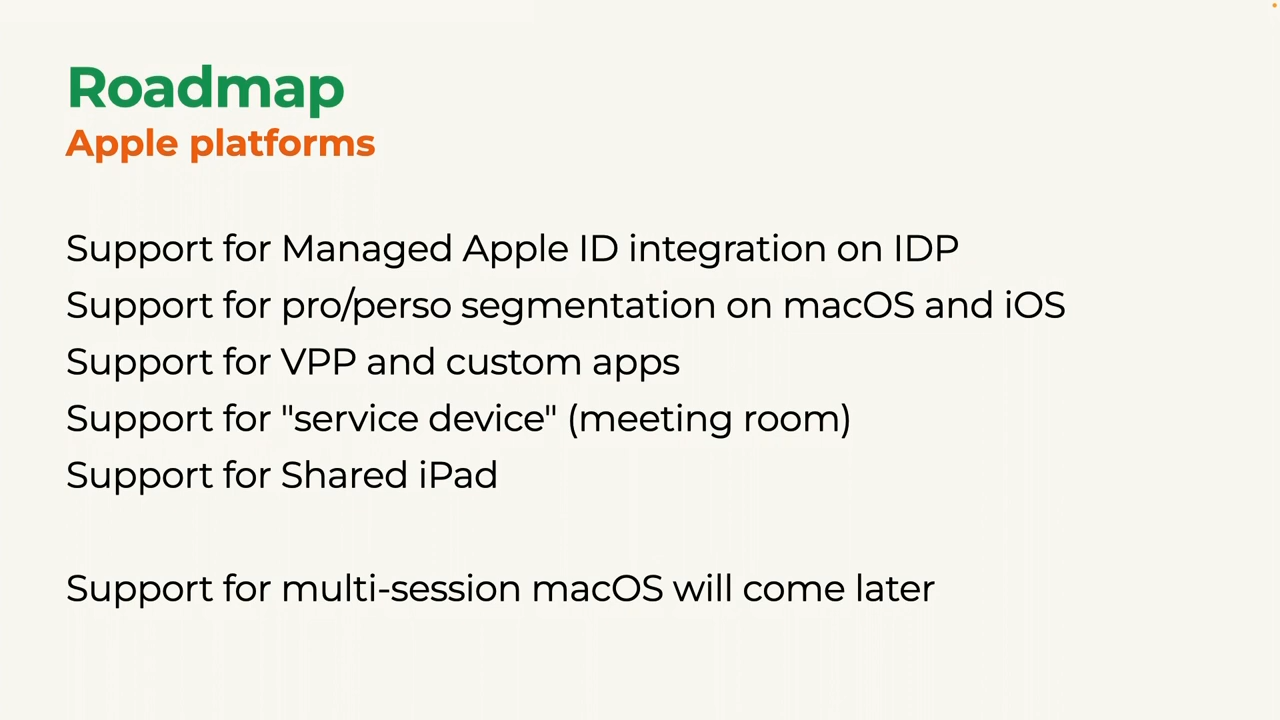 Roadmap
Apple platforms
Support for Managed Apple ID integration on IDP
Support for pro/perso segmentation on macOS and iOS
Support for VPP and custom apps
Support for "service device" (meeting room)
Support for Shared iPad
Support for multi-session macOS will come later